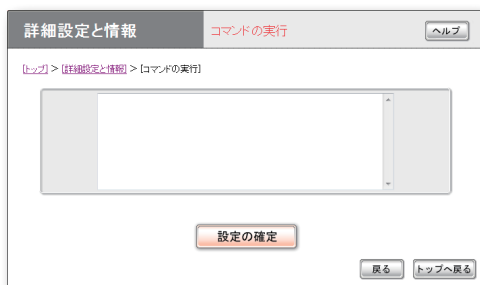 詳細設定と情報 コマンドの実行 ヘルプ
[トップ] > [詳細設定と情報] > [コマンドの実行]
設定の確定
戻る トップへ戻る